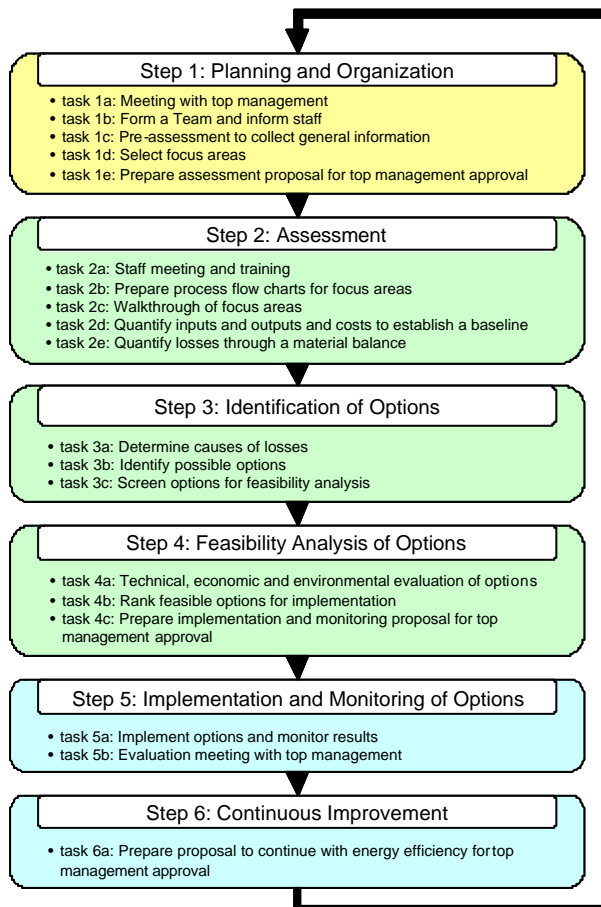 Step 1: Planning and Organization
• task 1a: Meeting with top management
• task 1b: Form a Team and inform staff
• task 1c: Pre-assessment to collect general information
• task 1d: Select focus areas
• task 1e: Prepare assessment proposal for top management approval
Step 2: Assessment
• task 2a: Staff meeting and training
• task 2b: Prepare process flow charts for focus areas
• task 2c: Walkthrough of focus areas
• task 2d: Quantify inputs and outputs and costs to establish a baseline
• task 2e: Quantify losses through a material balance
Step 3: Identification of Options
• task 3a: Determine causes of losses
• task 3b: Identify possible options
• task 3c: Screen options for feasibility analysis
Step 4: Feasibility Analysis of Options
• task 4a: Technical, economic and environmental evaluation of options
• task 4b: Rank feasible options for implementation
• task 4c: Prepare implementation and monitoring proposal for top
management approval
Step 5: Implementation and Monitoring of Options
• task 5a: Implement options and monitor results
• task 5b: Evaluation meeting with top management
Step 6: Continuous Improvement
• task 6a: Prepare proposal to continue with energy efficiency for top
management approval